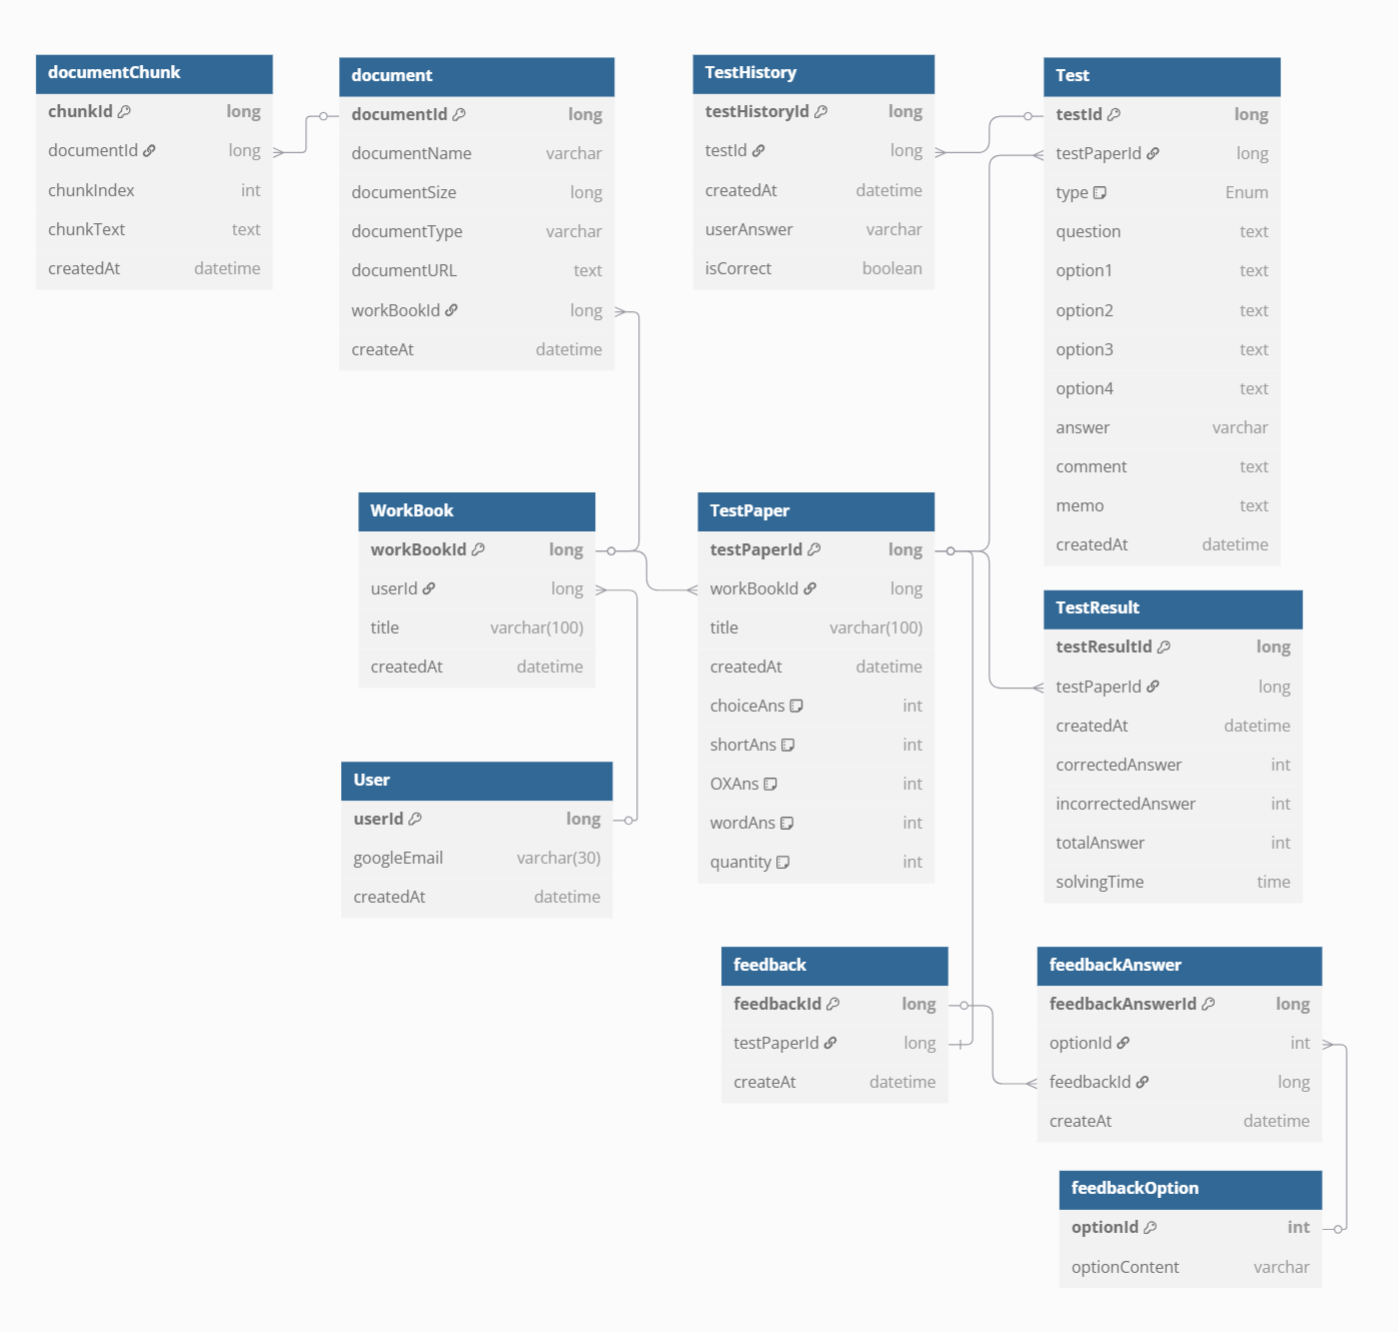 documentChunk
chunkId long
documentId long
chunkIndex int
chunkText text
createdAt datetime
document
documentId long
documentName varchar
documentSize long
documentType varchar
documentURL text
workBookId long
createAt datetime
TestHistory
testHistoryId long
testId long
createdAt datetime
userAnswer varchar
isCorrect boolean
Test
testId long
testPaperId long
type Enum
question text
option1 text
option2 text
option3 text
option4 text
answer varchar
comment text
memo text
createdAt datetime
WorkBook
workBookId long
userId long
title varchar(100)
createdAt datetime
TestPaper
testPaperId long
workBookId long
title varchar(100)
createdAt datetime
choiceAns int
shortAns int
OXAns int
wordAns int
quantity int
TestResult
testResultId long
testPaperId long
createdAt datetime
correctedAnswer int
incorrectedAnswer int
totalAnswer int
solvingTime time
User
userId long
googleEmail varchar(30)
createdAt datetime
feedback
feedbackId long
testPaperId long
createAt datetime
feedbackAnswer
feedbackAnswerId long
optionId int
feedbackId long
createAt datetime
feedbackOption
optionId int
optionContent varchar